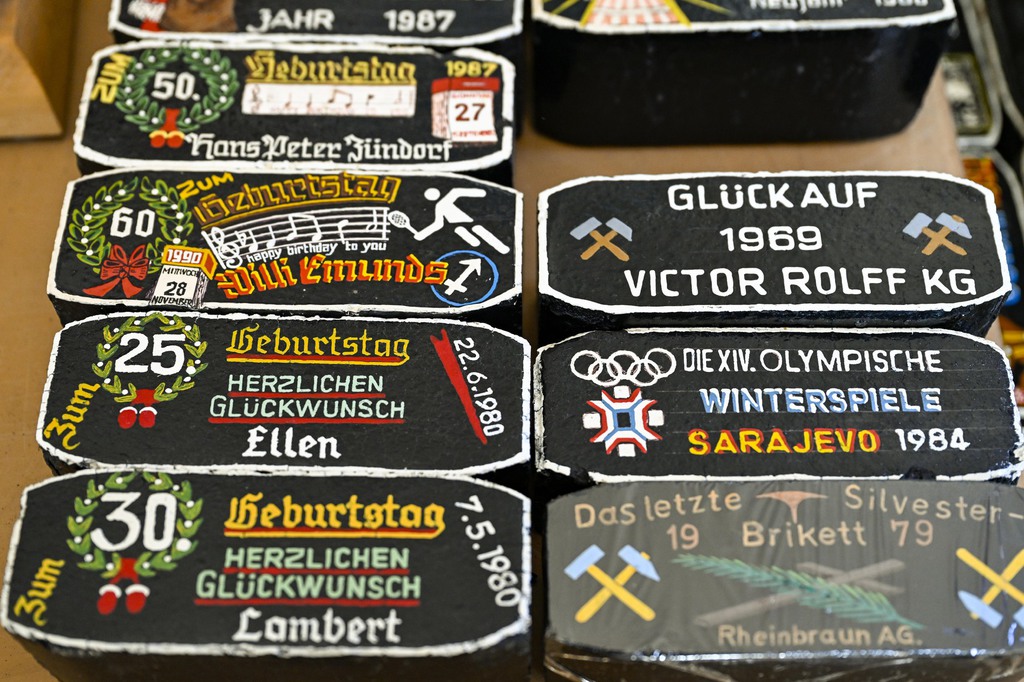 JAHR 1987
ZUM 50. Geburtstag 1987
27
Hans Peter Jündorf
60 ZUM Geburtstag
happy birthday to you
1990
MITTWOCH
28
NOVEMBER
Willi Emunds
Zum 25 Geburtstag
HERZLICHEN
GLÜCKWUNSCH
Ellen
22.6.1980
Zum 30 Geburtstag
HERZLICHEN
GLÜCKWUNSCH
Lambert
7.5.1980
GLÜCK AUF
1969
VICTOR ROLFF KG
DIE XIV. OLYMPISCHE
WINTERSPIELE
SARAJEVO 1984
Das letzte Silvester-
19 Brikett 79
Rheinbraun AG.